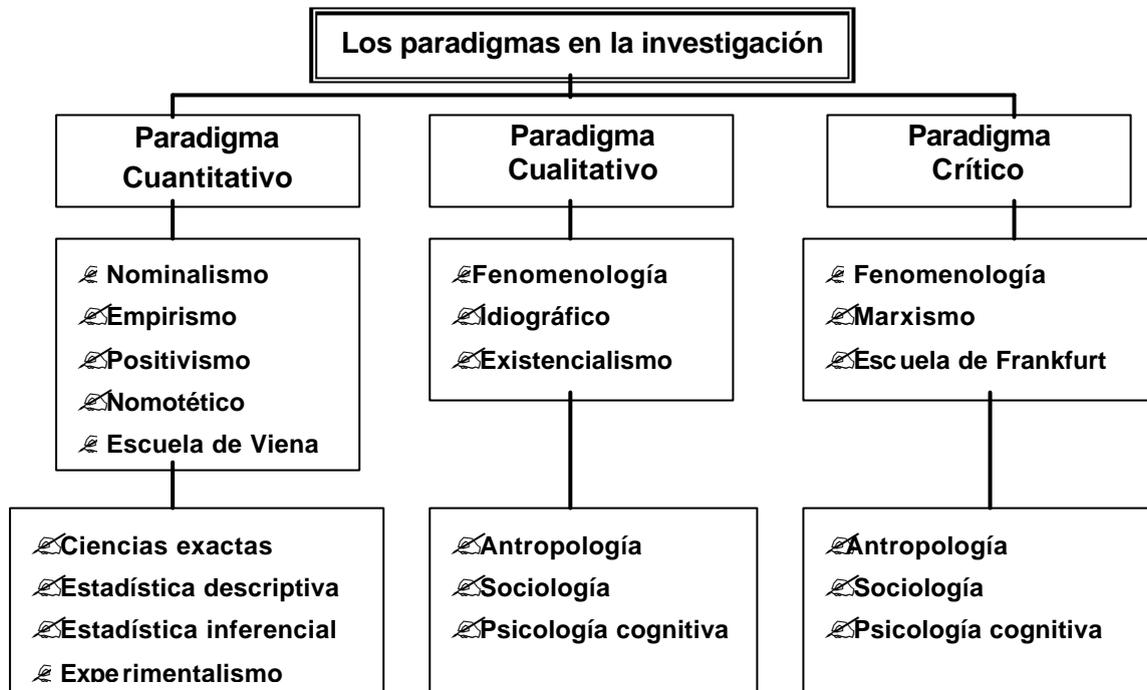 Los paradigmas en la investigación
Paradigma
Cuantitativo
Paradigma
Cualitativo
Paradigma
Crítico
Nominalismo
Empirismo
Positivismo
Nomotético
Escuela de Viena
Fenomenología
Idiográfico
Existencialismo
Fenomenología
Marxismo
Escuela de Frankfurt
Ciencias exactas
Estadística descriptiva
Estadística inferencial
Experimentalismo
Antropología
Sociología
Psicología cognitiva
Antropología
Sociología
Psicología cognitiva